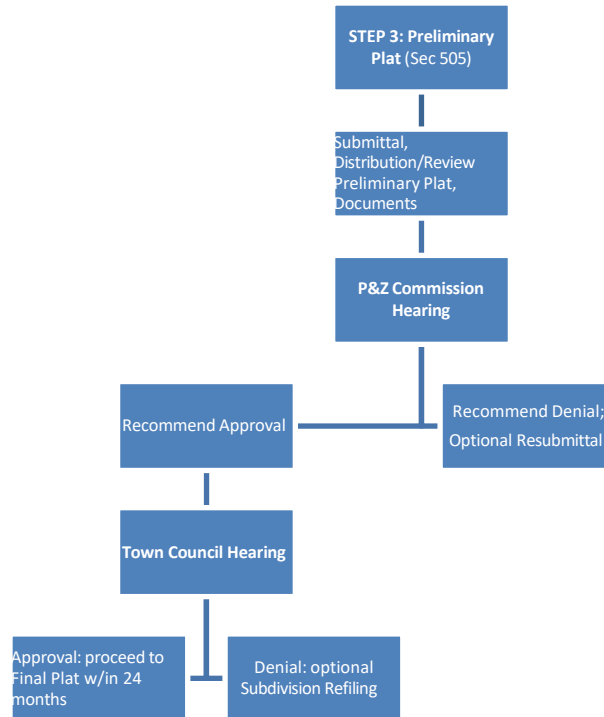 STEP 3: Preliminary
Plat (Sec 505)
Submittal,
Distribution/Review
Preliminary Plat,
Documents
P&Z Commission
Hearing
Recommend Approval
Recommend Denial;
Optional Resubmittal
Town Council Hearing
Approval: proceed to
Final Plat w/in 24
months
Denial: optional
Subdivision Refiling